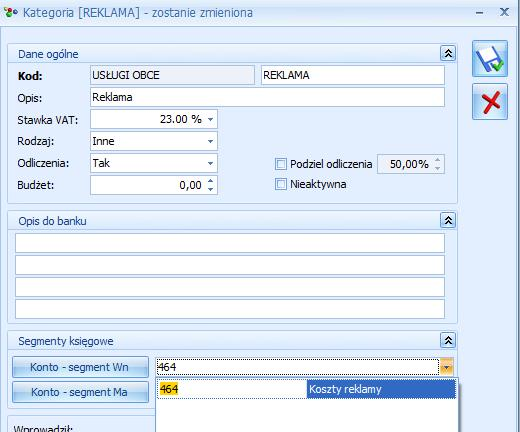 Kategoria [REKLAMA] - zostanie zmieniona
Dane ogólne
Kod: USŁUGI OBCE REKLAMA
Opis: Reklama
Stawka VAT: 23.00 %
Rodzaj: Inne
Odliczenia: Tak Podziel odliczenia 50,00%
Budżet: 0,00 Nieaktywna
Opis do banku
Segmenty księgowe
Konto - segment Wn 464
Konto - segment Ma 464 Koszty reklamy
Wprowadził: